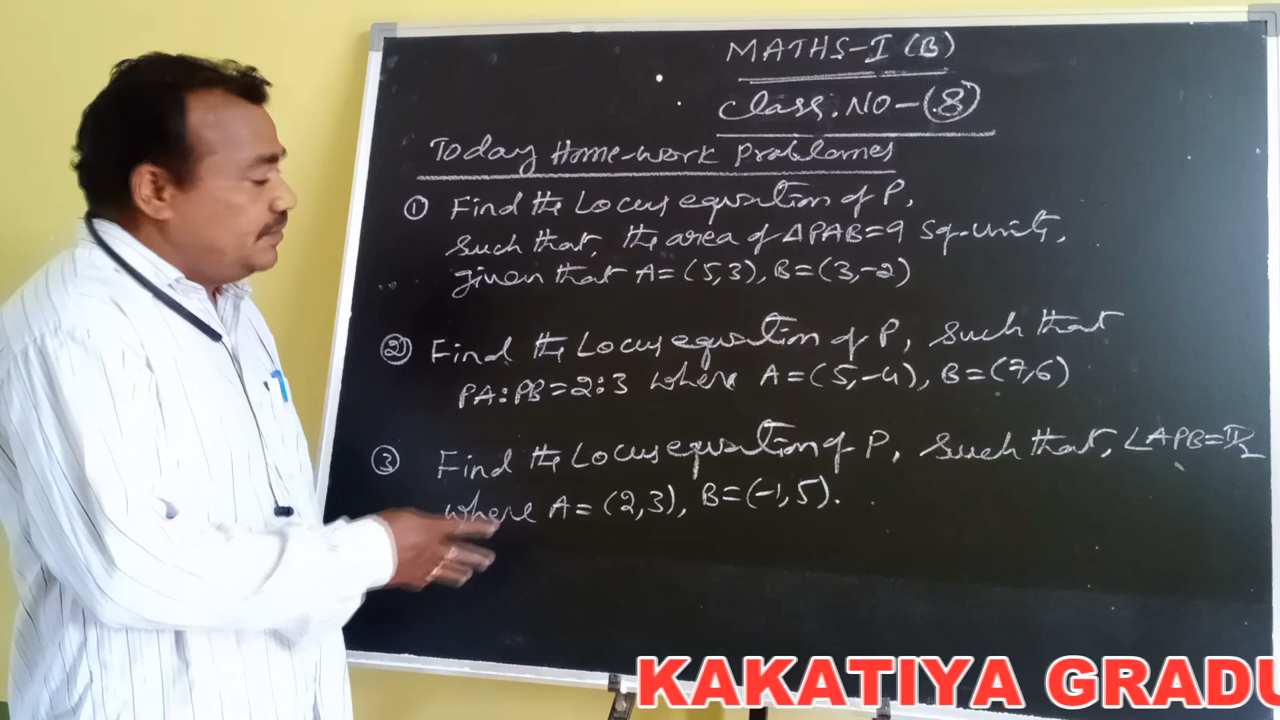 MATHS-I (B)
Class. NO-(8)
Today Home-work Problomes
① Find the Locus equation of P,
such that, the area of ΔPAB=9 Sq.units,
given that A=(5,3), B=(3,-2)
② Find the Locus equation of P, such that
PA:PB=2:3 where A=(5,-4), B=(7,6)
③ Find the Locus equation of P, such that, ∠APB=π/2
where A=(2,3), B=(-1,5).
KAKATIYA GRADU